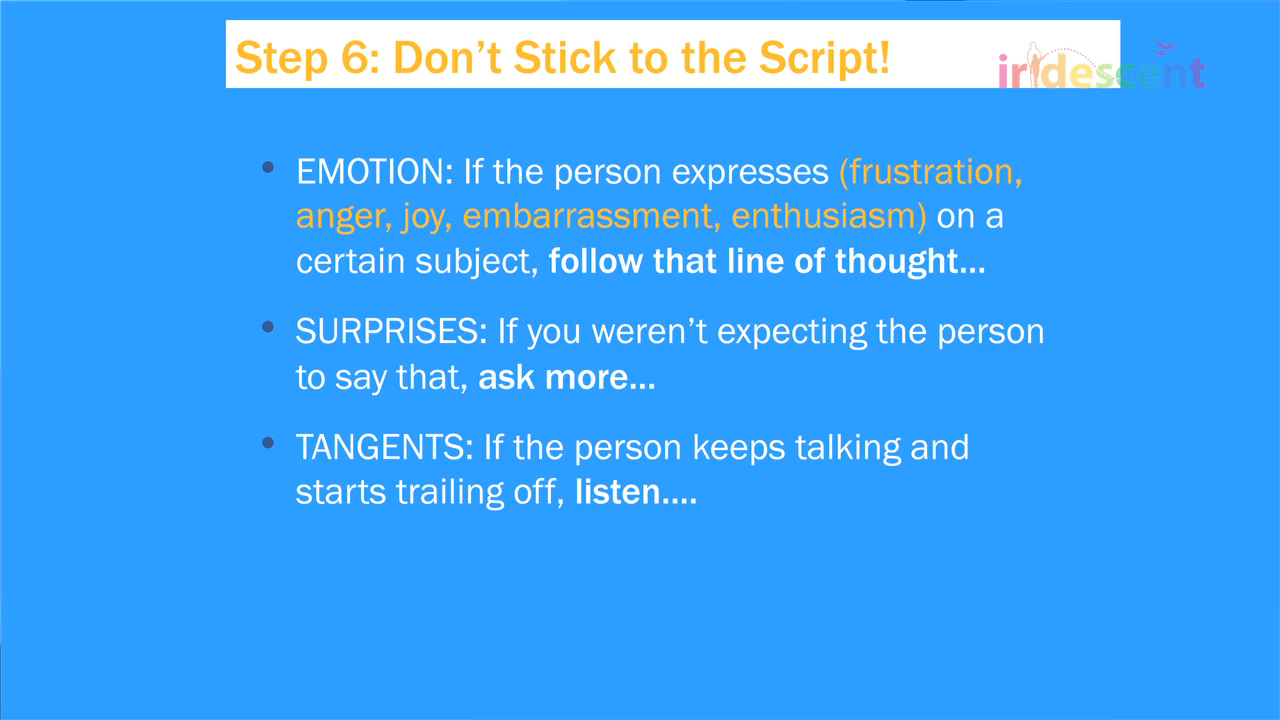 Step 6: Don’t Stick to the Script!
iridescent
• EMOTION: If the person expresses (frustration,
anger, joy, embarrassment, enthusiasm) on a
certain subject, follow that line of thought...
• SURPRISES: If you weren’t expecting the person
to say that, ask more...
• TANGENTS: If the person keeps talking and
starts trailing off, listen....